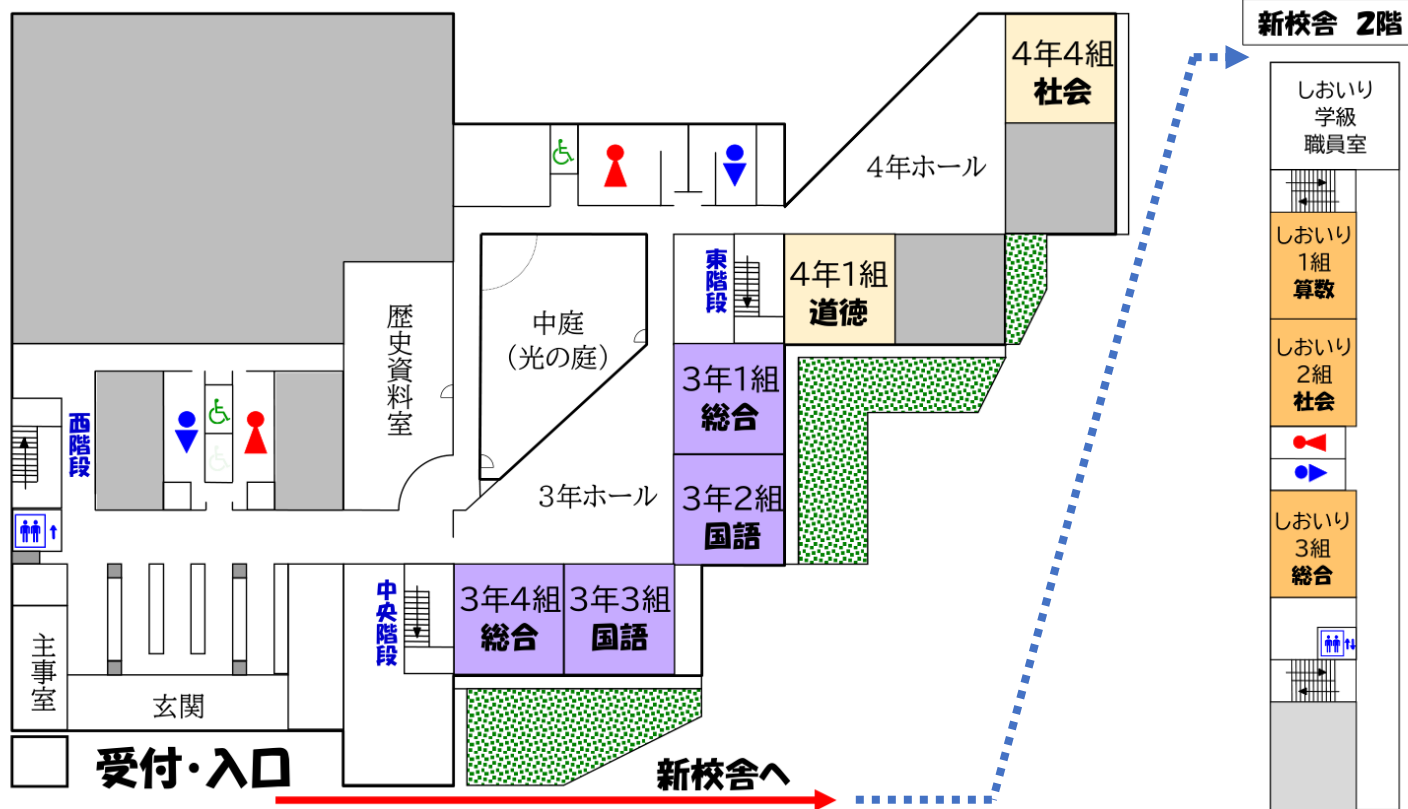 新校舎 2階
4年4組
社会
4年ホール
しおいり
学級
職員室
東階段
4年1組
道徳
しおいり
1組
算数
歴史資料室
中庭
(光の庭)
3年1組
総合
しおいり
2組
社会
西階段
3年ホール
3年2組
国語
しおいり
3組
総合
中央階段
3年4組
総合
3年3組
国語
主事室
玄関
受付・入口
新校舎へ